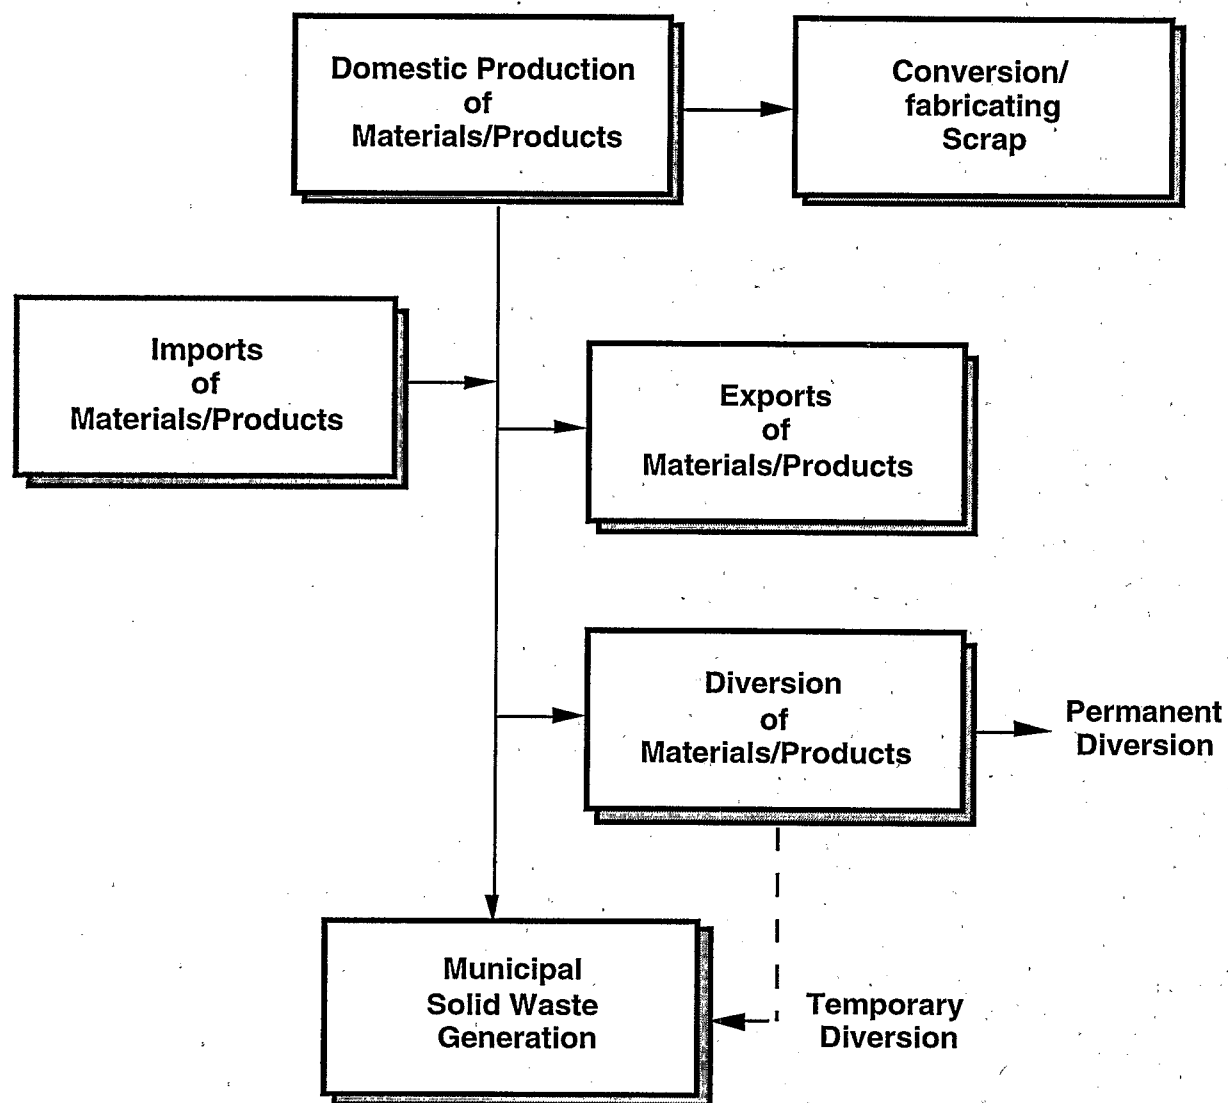 Domestic Production
of
Materials/Products
Conversion/
fabricating
Scrap
Imports
of
Materials/Products
Exports
of
Materials/Products
Diversion
of
Materials/Products
Permanent
Diversion
Municipal
Solid Waste
Generation
Temporary
Diversion